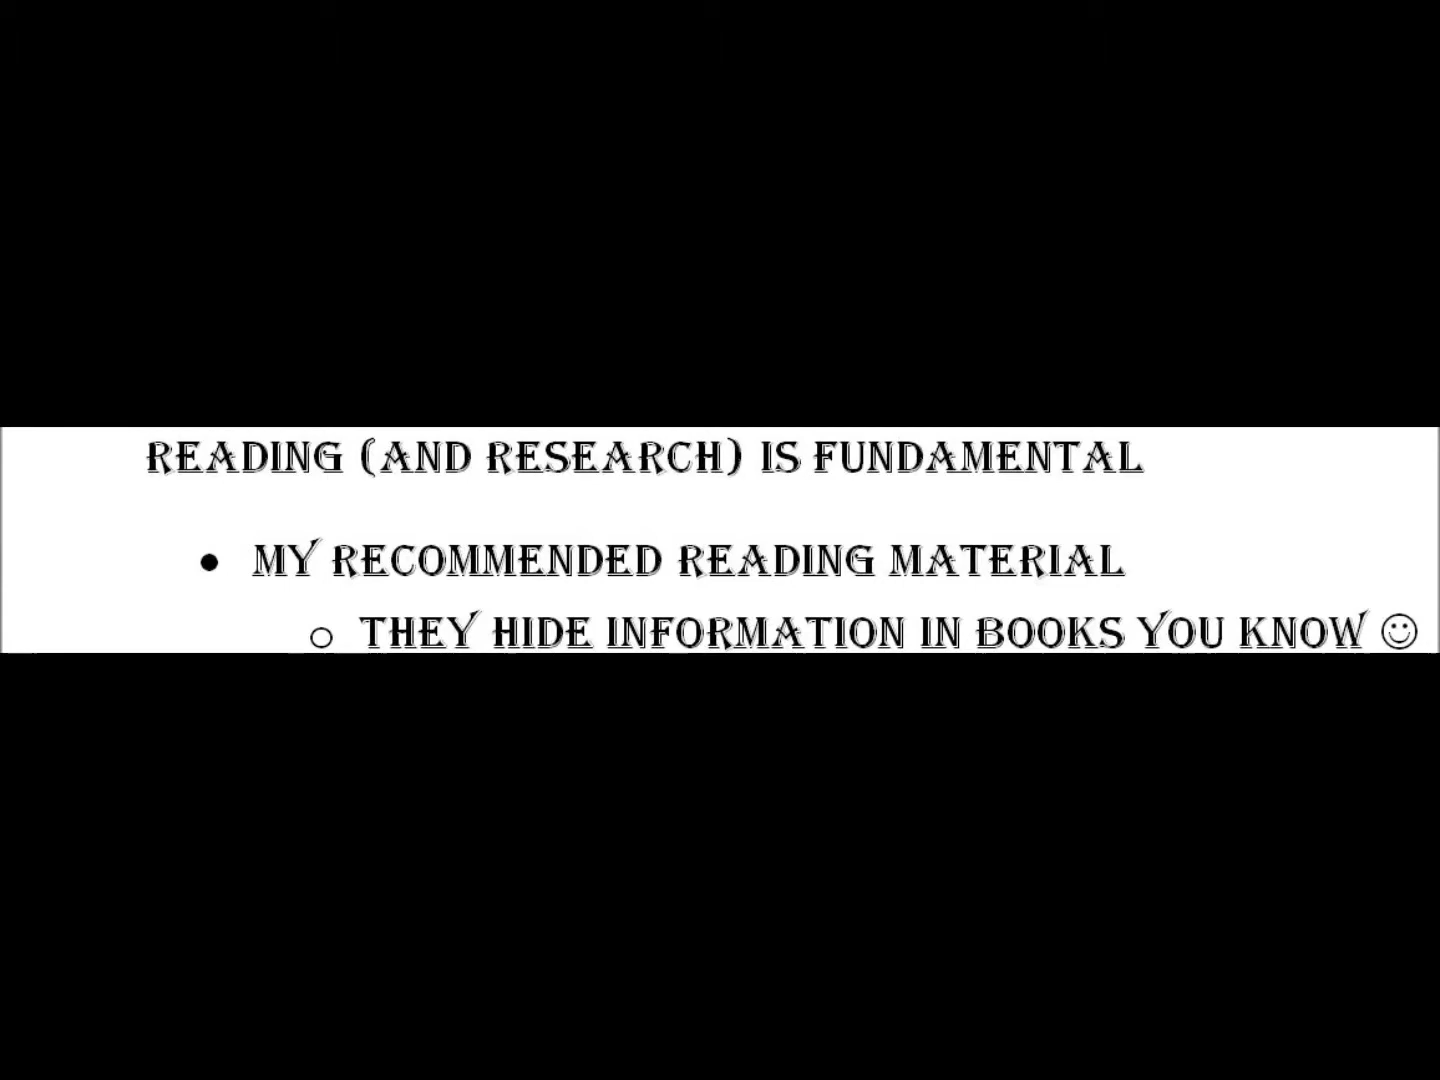 READING (AND RESEARCH) IS FUNDAMENTAL
• MY RECOMMENDED READING MATERIAL
o THEY HIDE INFORMATION IN BOOKS YOU KNOW ☺